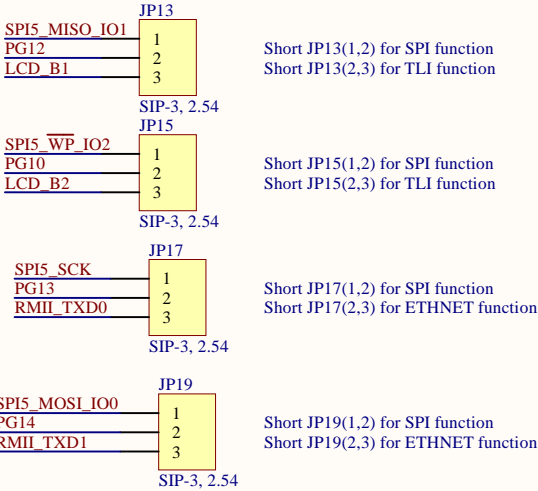 JP13
SPI5_MISO_IO1
1
PG12
2
Short JP13(1,2) for SPI function
LCD_B1
3
Short JP13(2,3) for TLI function
SIP-3, 2.54
JP15
SPI5_WP_IO2
1
PG10
2
Short JP15(1,2) for SPI function
LCD_B2
3
Short JP15(2,3) for TLI function
SIP-3, 2.54
JP17
SPI5_SCK
1
PG13
2
Short JP17(1,2) for SPI function
RMII_TXD0
3
Short JP17(2,3) for ETHNET function
SIP-3, 2.54
JP19
SPI5_MOSI_IO0
1
PG14
2
Short JP19(1,2) for SPI function
RMII_TXD1
3
Short JP19(2,3) for ETHNET function
SIP-3, 2.54